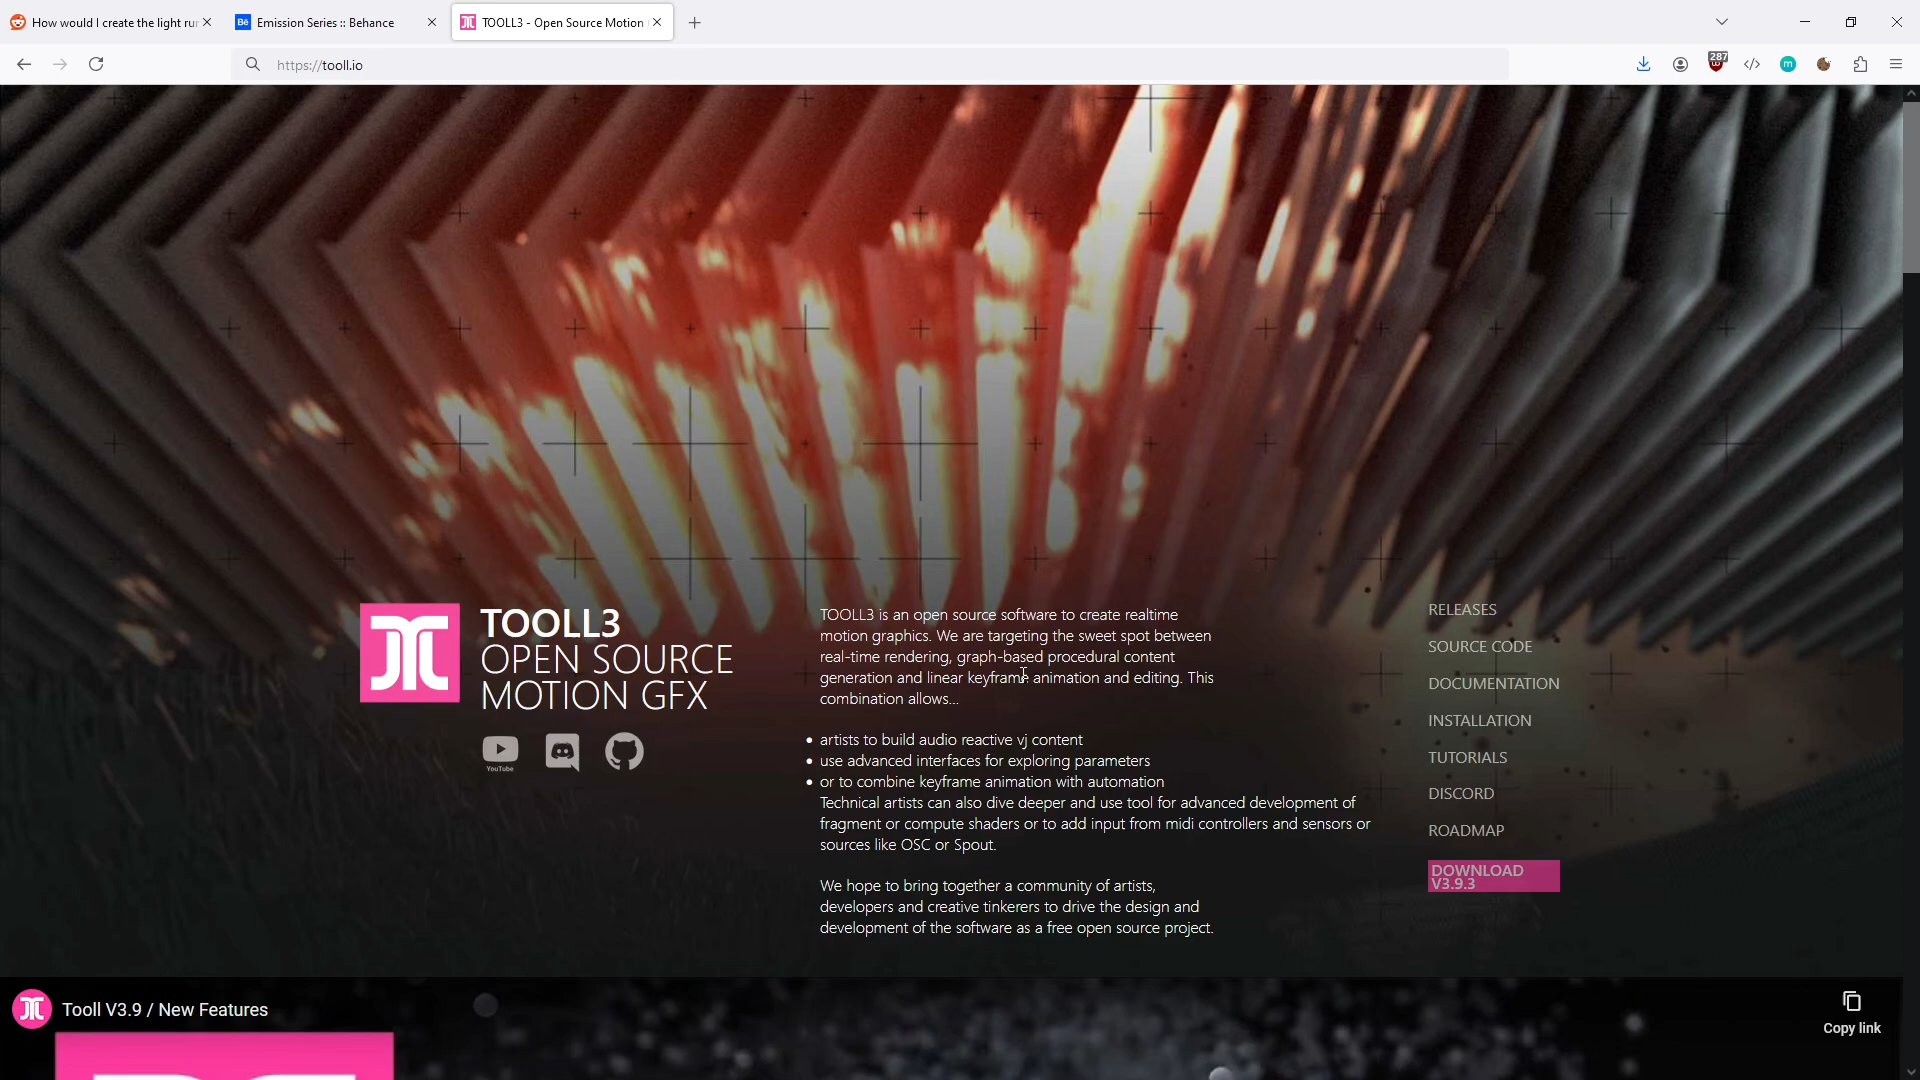 How would I create the light ru
Emission Series :: Behance
TOOLL3 - Open Source Motion
https://tooll.io
287
TOOLL3
OPEN SOURCE
MOTION GFX
YouTube
TOOLL3 is an open source software to create realtime
motion graphics. We are targeting the sweet spot between
real-time rendering, graph-based procedural content
generation and linear keyframe animation and editing. This
combination allows...
• artists to build audio reactive vj content
• use advanced interfaces for exploring parameters
• or to combine keyframe animation with automation
Technical artists can also dive deeper and use tool for advanced development of
fragment or compute shaders or to add input from midi controllers and sensors or
sources like OSC or Spout.
We hope to bring together a community of artists,
developers and creative tinkerers to drive the design and
development of the software as a free open source project.
RELEASES
SOURCE CODE
DOCUMENTATION
INSTALLATION
TUTORIALS
DISCORD
ROADMAP
DOWNLOAD
V3.9.3
Tooll V3.9 / New Features
Copy link